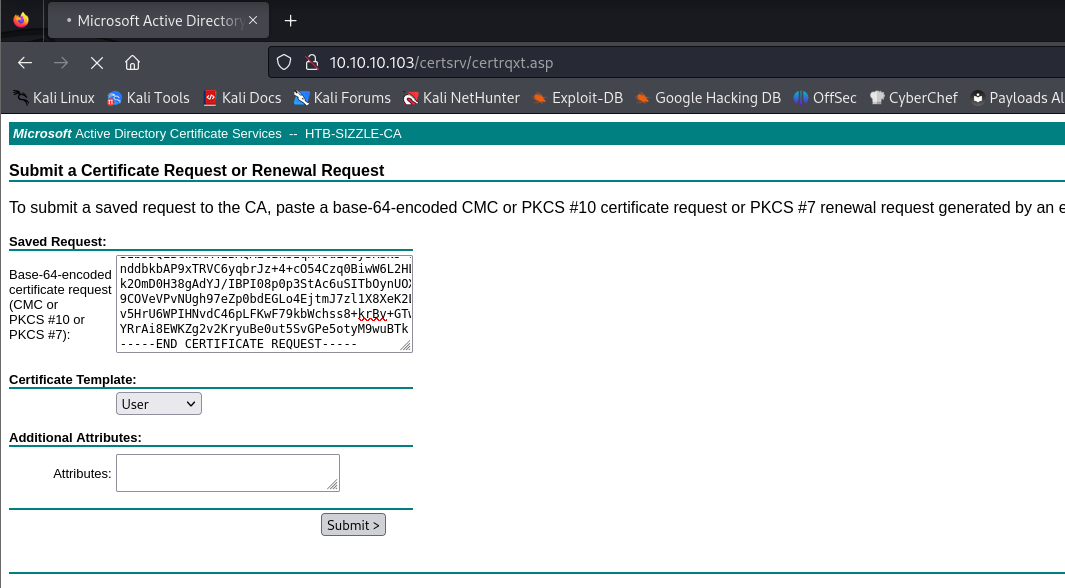 Microsoft Active Directory
10.10.10.103/certsrv/certrqxt.asp
Kali Linux Kali Tools Kali Docs Kali Forums Kali NetHunter Exploit-DB Google Hacking DB OffSec CyberChef Payloads Al
Microsoft Active Directory Certificate Services -- HTB-SIZZLE-CA
Submit a Certificate Request or Renewal Request
To submit a saved request to the CA, paste a base-64-encoded CMC or PKCS #10 certificate request or PKCS #7 renewal request generated by an e
Saved Request:
Base-64-encoded
certificate request
(CMC or
PKCS #10 or
PKCS #7):
nddbkbAP9xTRVC6yqbrJz+4+cO54Czq0BiwW6L2H
k2OmD0H38gAdYJ/IBPI08p0p3StAc6uSITbOynUO
9COVeVPvNUgh97eZp0bdEGLo4EjtmJ7zl1X8XeK2
v5HrU6WPIHNvdC46pLFKwF79kbWchss8+krBy+GT
YRrAi8EWKZg2v2KryuBe0ut5SvGPe5otyM9wuBTk
-----END CERTIFICATE REQUEST-----
Certificate Template:
User
Additional Attributes:
Attributes:
Submit >